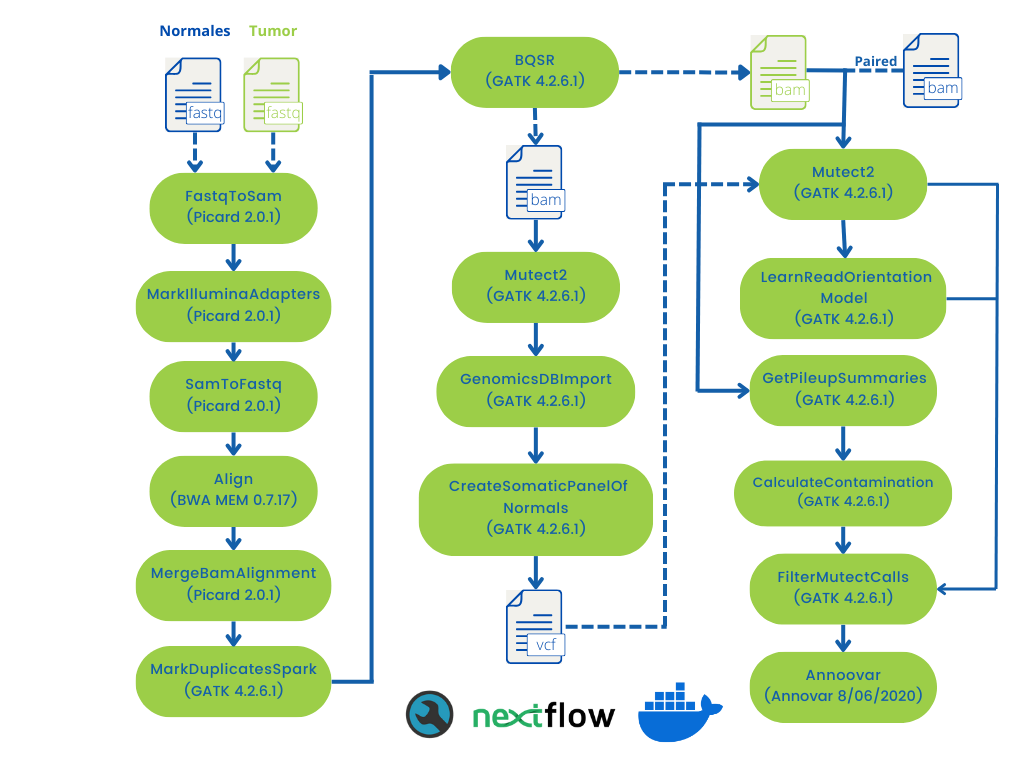 Normales Tumor
fastq fastq
FastqToSam
(Picard 2.0.1)
MarkIlluminaAdapters
(Picard 2.0.1)
SamToFastq
(Picard 2.0.1)
Align
(BWA MEM 0.7.17)
MergeBamAlignment
(Picard 2.0.1)
MarkDuplicatesSpark
(GATK 4.2.6.1)
BQSR
(GATK 4.2.6.1)
bam
Mutect2
(GATK 4.2.6.1)
GenomicsDBImport
(GATK 4.2.6.1)
CreateSomaticPanelOf
Normals
(GATK 4.2.6.1)
vcf
bam Paired bam
Mutect2
(GATK 4.2.6.1)
LearnReadOrientation
Model
(GATK 4.2.6.1)
GetPileupSummaries
(GATK 4.2.6.1)
CalculateContamination
(GATK 4.2.6.1)
FilterMutectCalls
(GATK 4.2.6.1)
Annoovar
(Annovar 8/06/2020)
nextflow